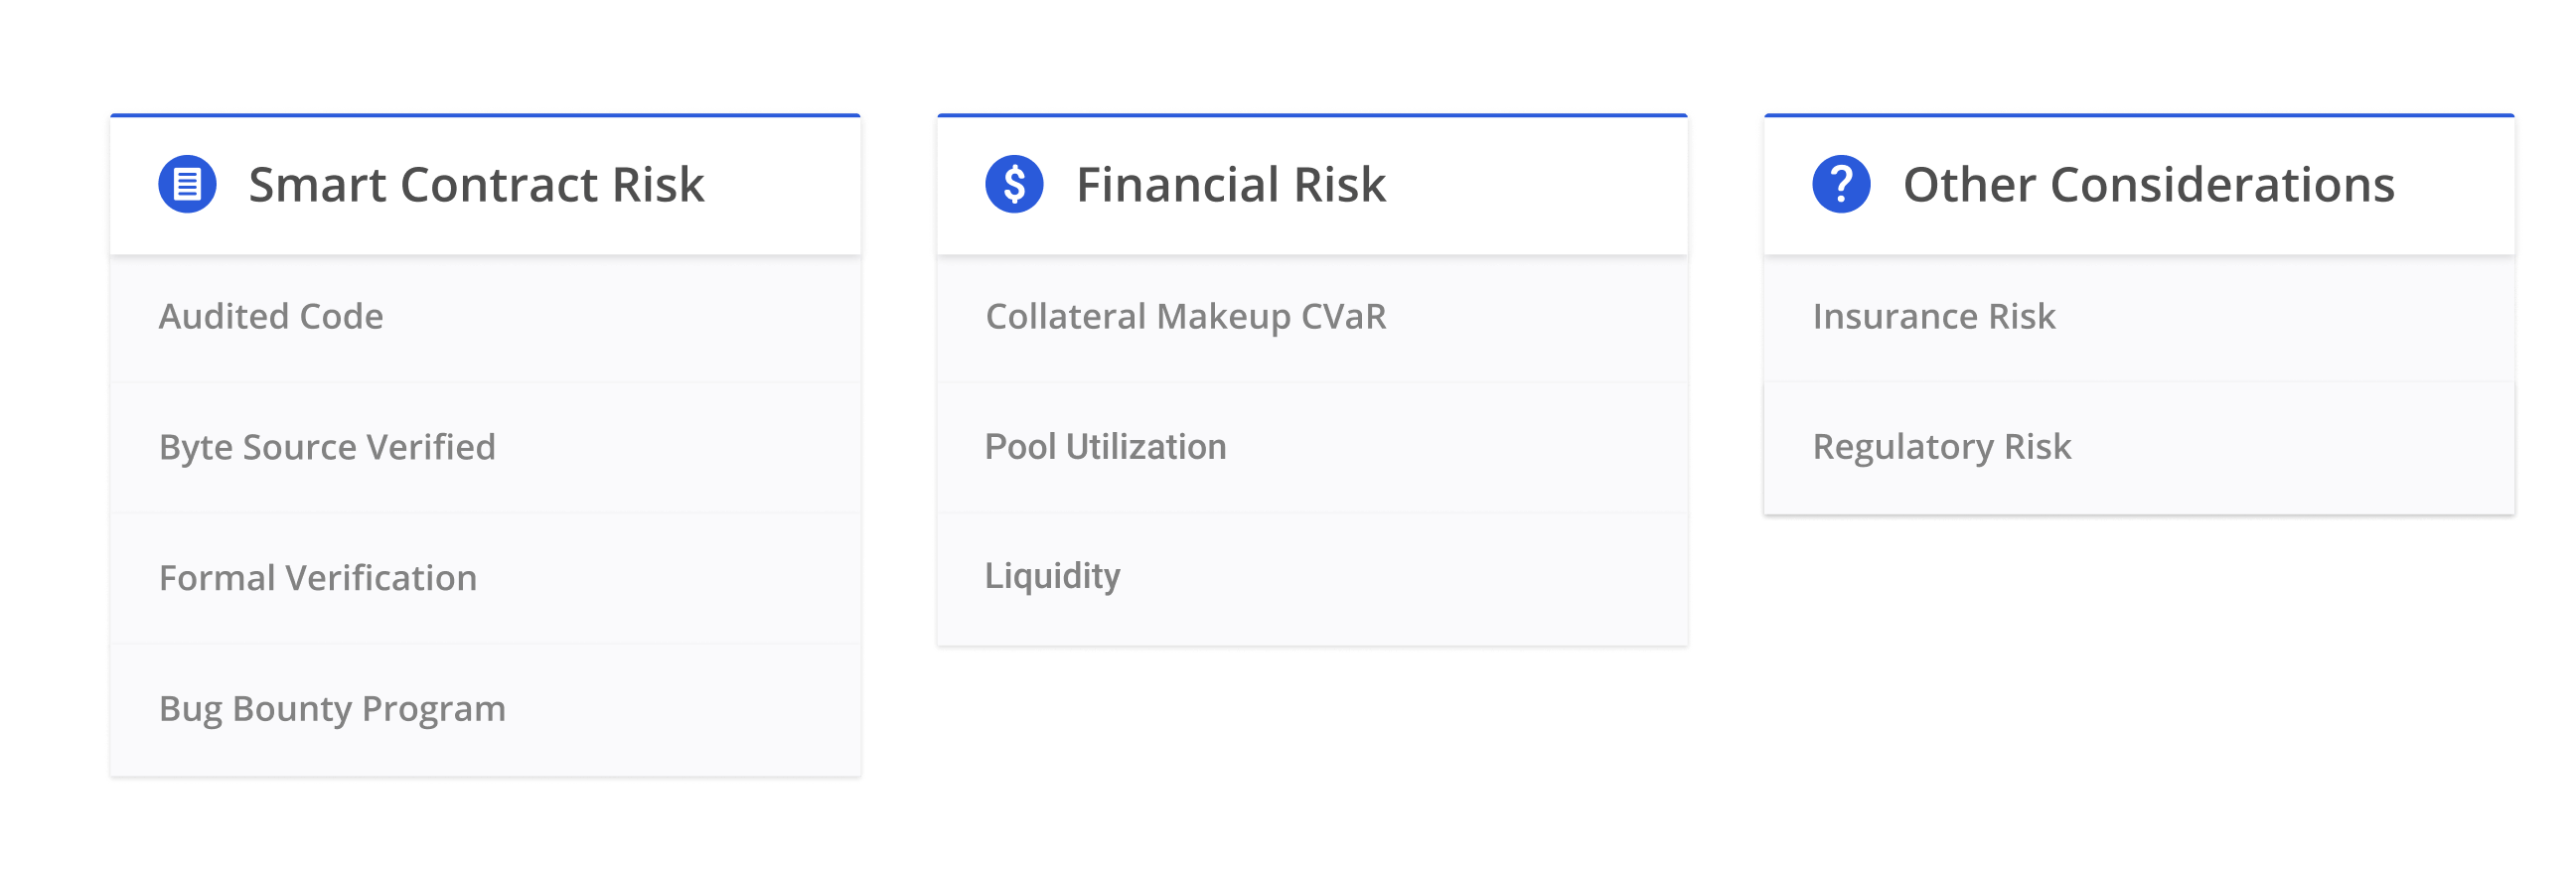 Smart Contract Risk
Audited Code
Byte Source Verified
Formal Verification
Bug Bounty Program
Financial Risk
Collateral Makeup CVaR
Pool Utilization
Liquidity
Other Considerations
Insurance Risk
Regulatory Risk